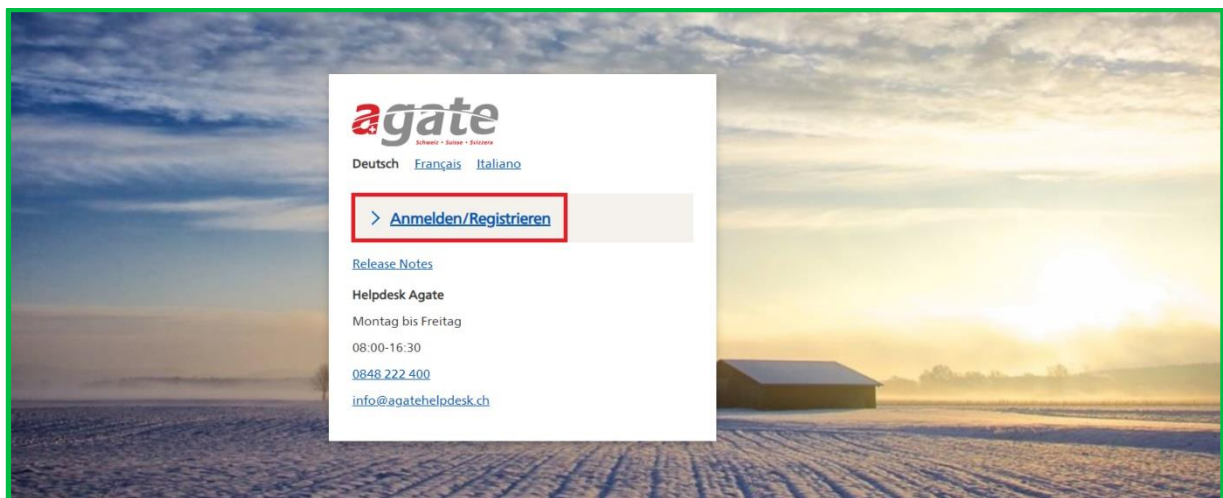 agate
Schweiz • Suisse • Svizzera
Deutsch Français Italiano
> Anmelden/Registrieren
Release Notes
Helpdesk Agate
Montag bis Freitag
08:00-16:30
0848 222 400
info@agatehelpdesk.ch